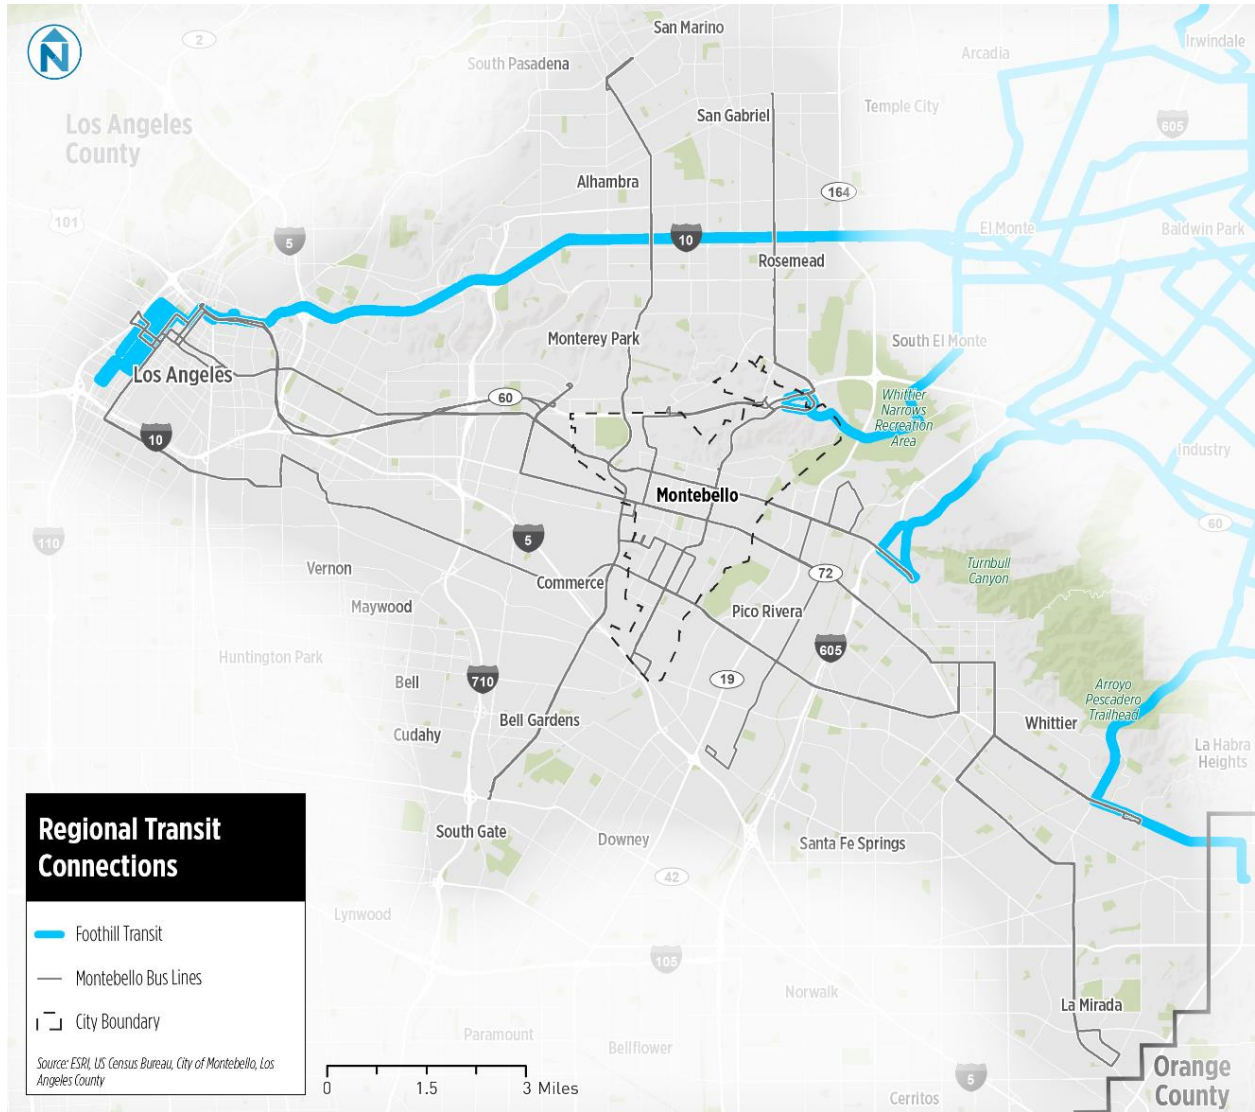 San Marino
N
2
Arcadia
Irwindale
South Pasadena
Temple City
San Gabriel
605
Los Angeles
County
Alhambra
164
101
5
10
El Monte
Baldwin Park
Rosemead
Monterey Park
South El Monte
Los Angeles
60
Whittier
Narrows
Recreation
Area
10
Industry
Montebello
60
110
5
Vernon
Commerce
72
Turnbull
Canyon
Maywood
Pico Rivera
Huntington Park
605
Bell
710
19
Arroyo
Pescadero
Trailhead
Bell Gardens
Whittier
Cudahy
La Habra
Heights
South Gate
Downey
Santa Fe Springs
42
Lynwood
105
Norwalk
La Mirada
Paramount
Bellflower
5
Orange
County
Cerritos
Regional Transit
Connections
Foothill Transit
Montebello Bus Lines
City Boundary
Source: ESRI, US Census Bureau, City of Montebello, Los
Angeles County
0 1.5 3 Miles